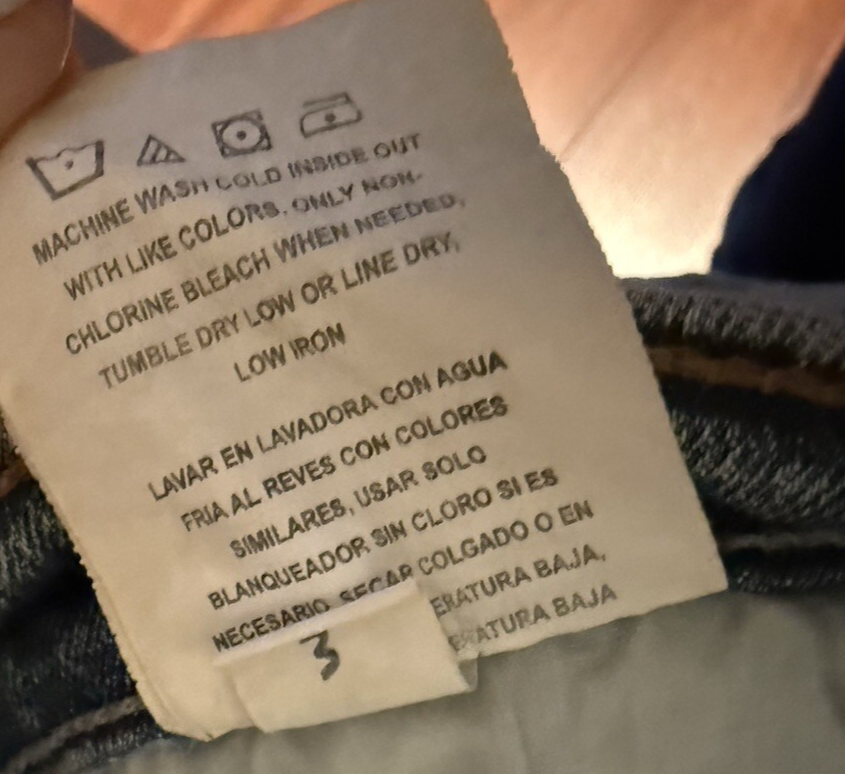 MACHINE WASH COLD INSIDE OUT
WITH LIKE COLORS. ONLY NON-
CHLORINE BLEACH WHEN NEEDED,
TUMBLE DRY LOW OR LINE DRY,
LOW IRON
LAVAR EN LAVADORA CON AGUA
FRIA AL REVES CON COLORES
SIMILARES, USAR SOLO
BLANQUEADOR SIN CLORO SI ES
NECESARIO SECAR COLGADO O EN
ERATURA BAJA,
ERATURA BAJA
3